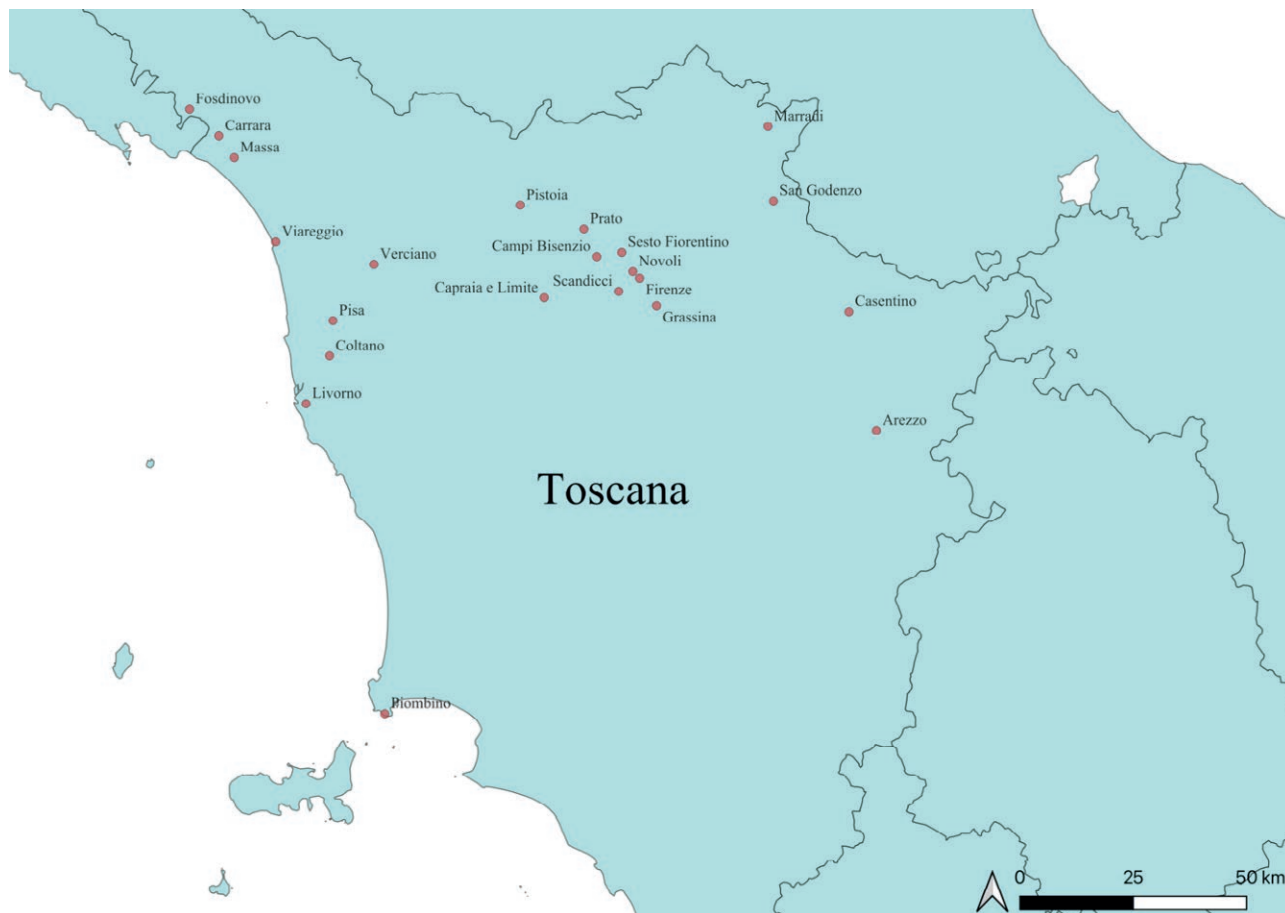 Fosdinovo
Carrara
Marradi
Massa
San Godenzo
Pistoia
Prato
Viareggio
Campi Bisenzio
Sesto Fiorentino
Verciano
Novoli
Capraia e Limite
Scandicci
Firenze
Casentino
Pisa
Grassina
Coltano
Livorno
Arezzo
Toscana
Piombino
0 25 50 km